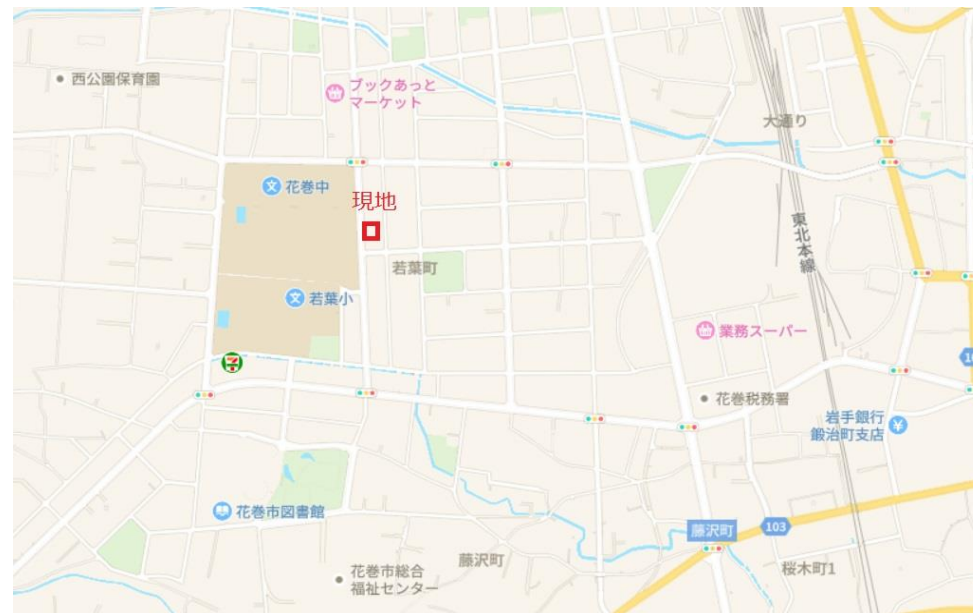 西公園保育園
ブックあっと
マーケット
大通り
文
花巻中
現地
東北本線
若葉町
文
若葉小
業務スーパー
7
花巻税務署
岩手銀行
鍛治町支店
¥
花巻市図書館
藤沢町
103
藤沢町
花巻市総合
福祉センター
桜木町1